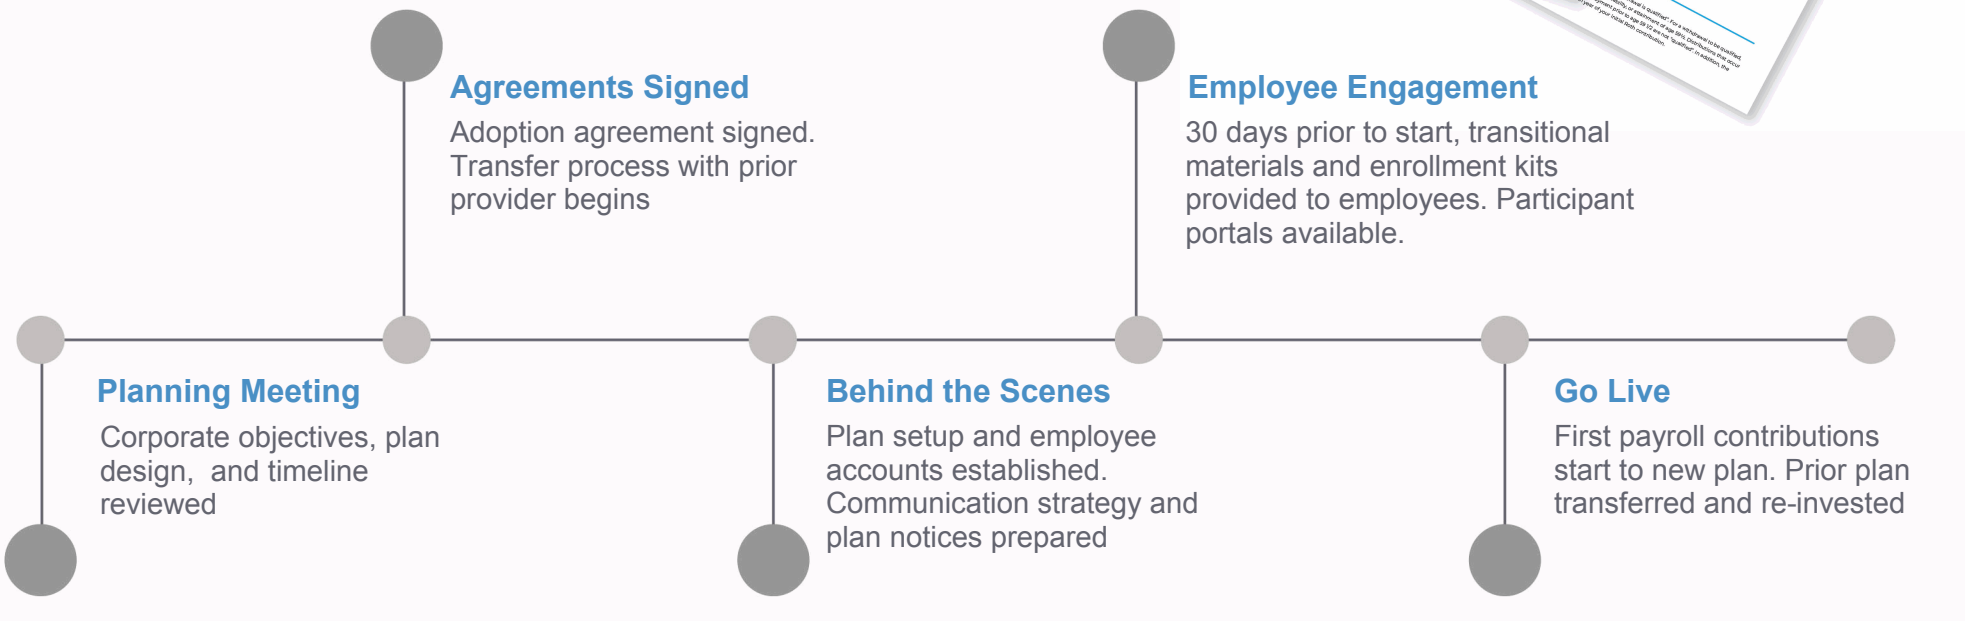 Agreements Signed
Adoption agreement signed.
Transfer process with prior
provider begins
Employee Engagement
30 days prior to start, transitional
materials and enrollment kits
provided to employees. Participant
portals available.
Planning Meeting
Corporate objectives, plan
design,  and timeline
reviewed
Behind the Scenes
Plan setup and employee
accounts established.
Communication strategy and
plan notices prepared
Go Live
First payroll contributions
start to new plan. Prior plan
transferred and re-invested